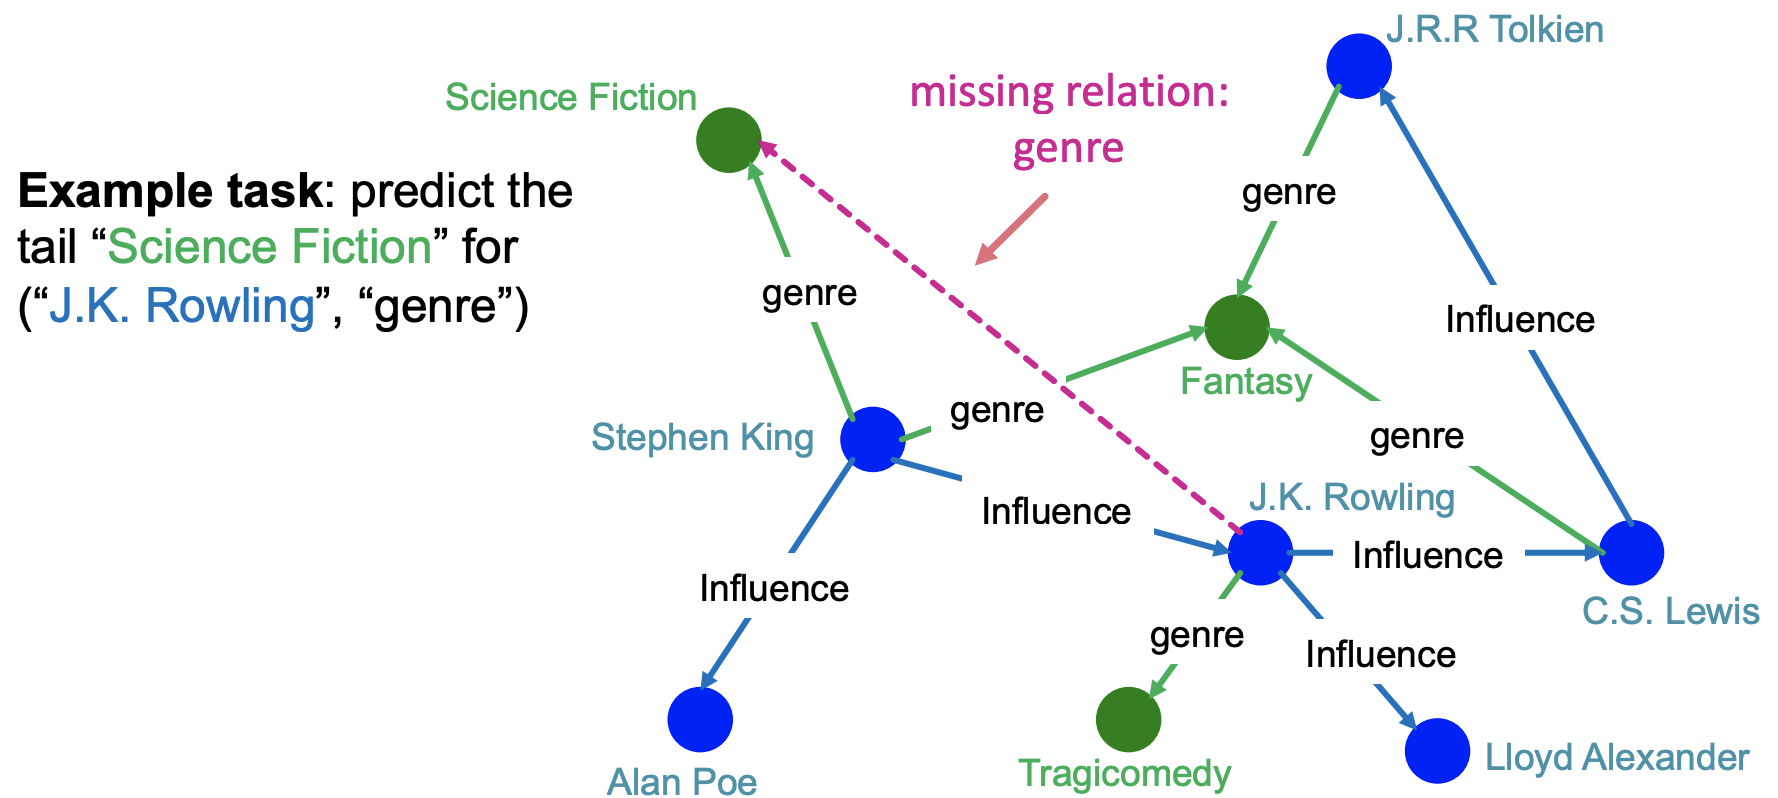 J.R.R Tolkien
Science Fiction
missing relation:
genre
Example task: predict the
tail “Science Fiction” for
(“J.K. Rowling”, “genre”)
genre
genre
Influence
Fantasy
genre
Stephen King
genre
J.K. Rowling
Influence
Influence
Influence
C.S. Lewis
genre
Influence
Alan Poe
Tragicomedy
Lloyd Alexander